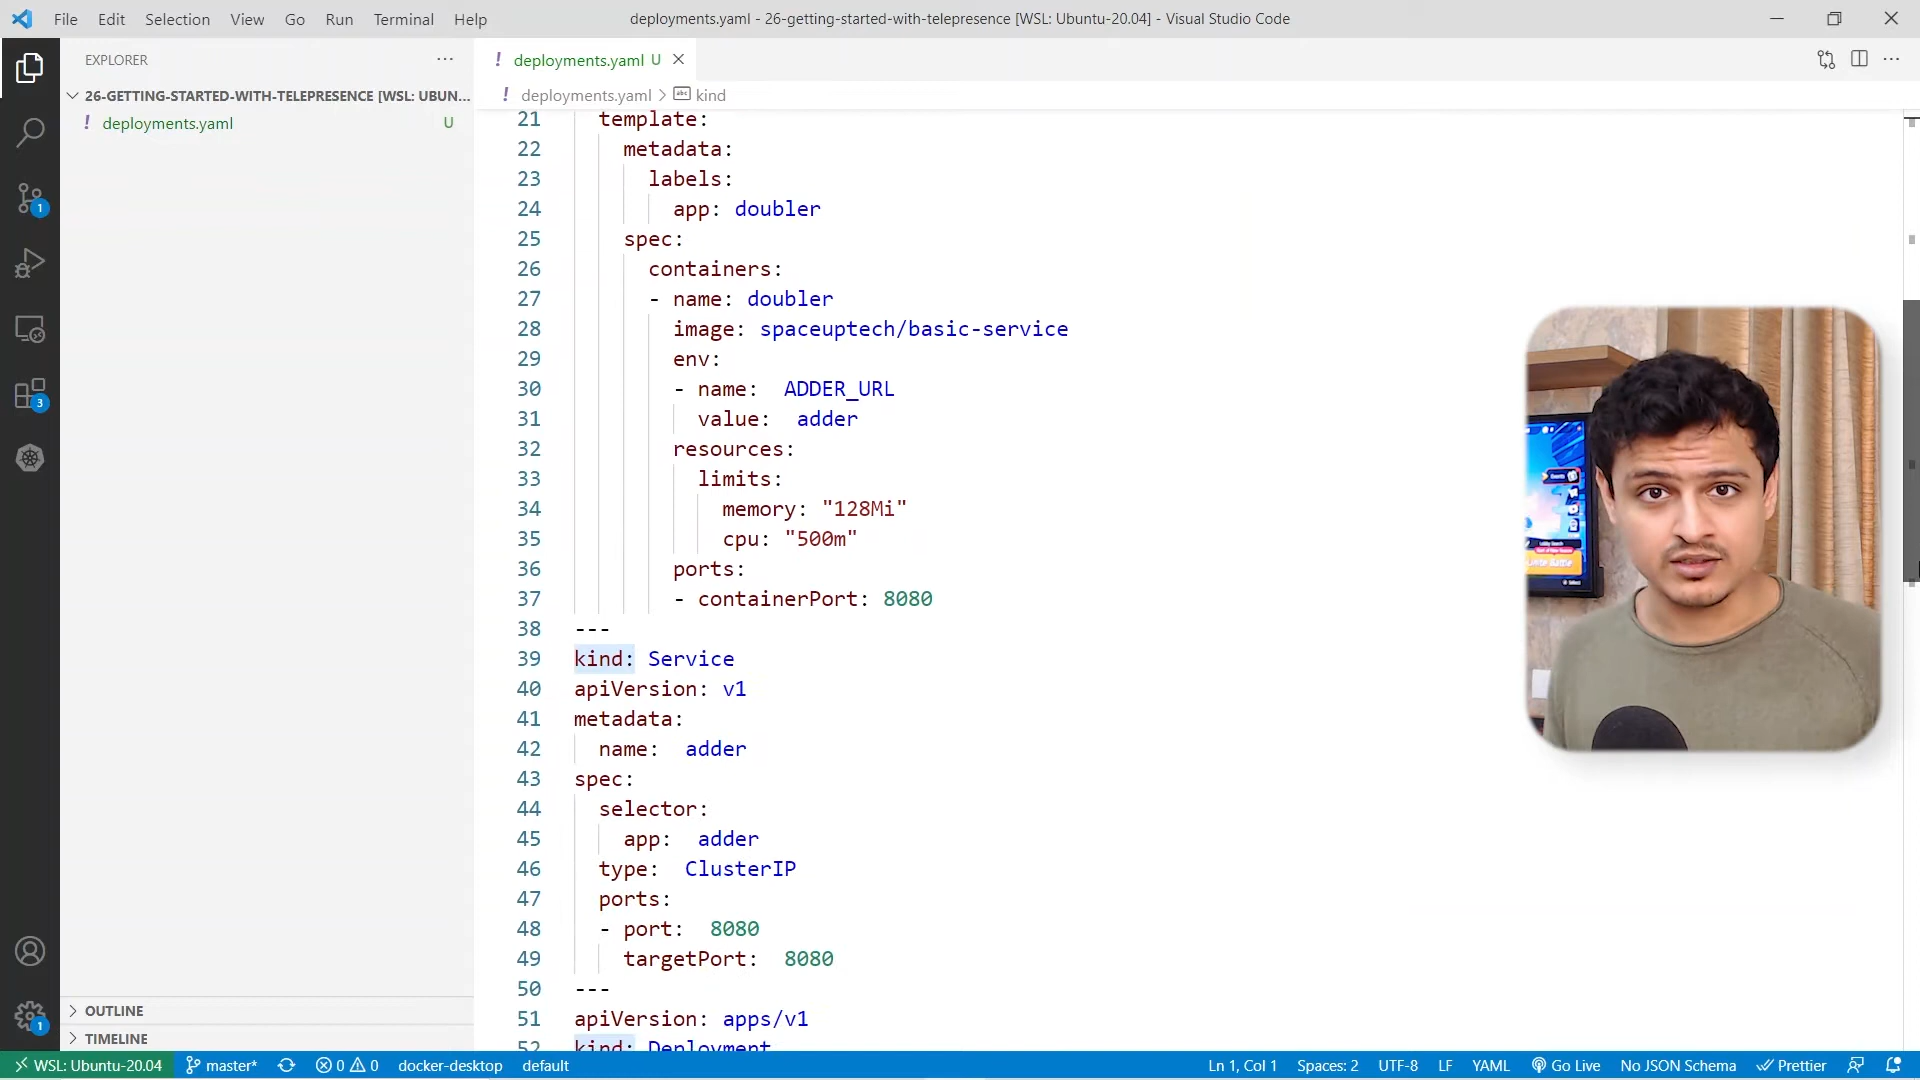 File Edit Selection View Go Run Terminal Help
deployments.yaml - 26-getting-started-with-telepresence [WSL: Ubuntu-20.04] - Visual Studio Code
EXPLORER
26-GETTING-STARTED-WITH-TELEPRESENCE [WSL: UBUN...
! deployments.yaml U
! deployments.yaml U
! deployments.yaml > kind
21 template:
22 metadata:
23 labels:
24 app: doubler
25 spec:
26 containers:
27 - name: doubler
28 image: spaceuptech/basic-service
29 env:
30 - name: ADDER_URL
31 value: adder
32 resources:
33 limits:
34 memory: "128Mi"
35 cpu: "500m"
36 ports:
37 - containerPort: 8080
38 ---
39 kind: Service
40 apiVersion: v1
41 metadata:
42 name: adder
43 spec:
44 selector:
45 app: adder
46 type: ClusterIP
47 ports:
48 - port: 8080
49 targetPort: 8080
50 ---
51 apiVersion: apps/v1
52 kind: Deployment
1
3
1
OUTLINE
TIMELINE
WSL: Ubuntu-20.04 master* 0 0 docker-desktop default Ln 1, Col 1 Spaces: 2 UTF-8 LF YAML Go Live No JSON Schema Prettier